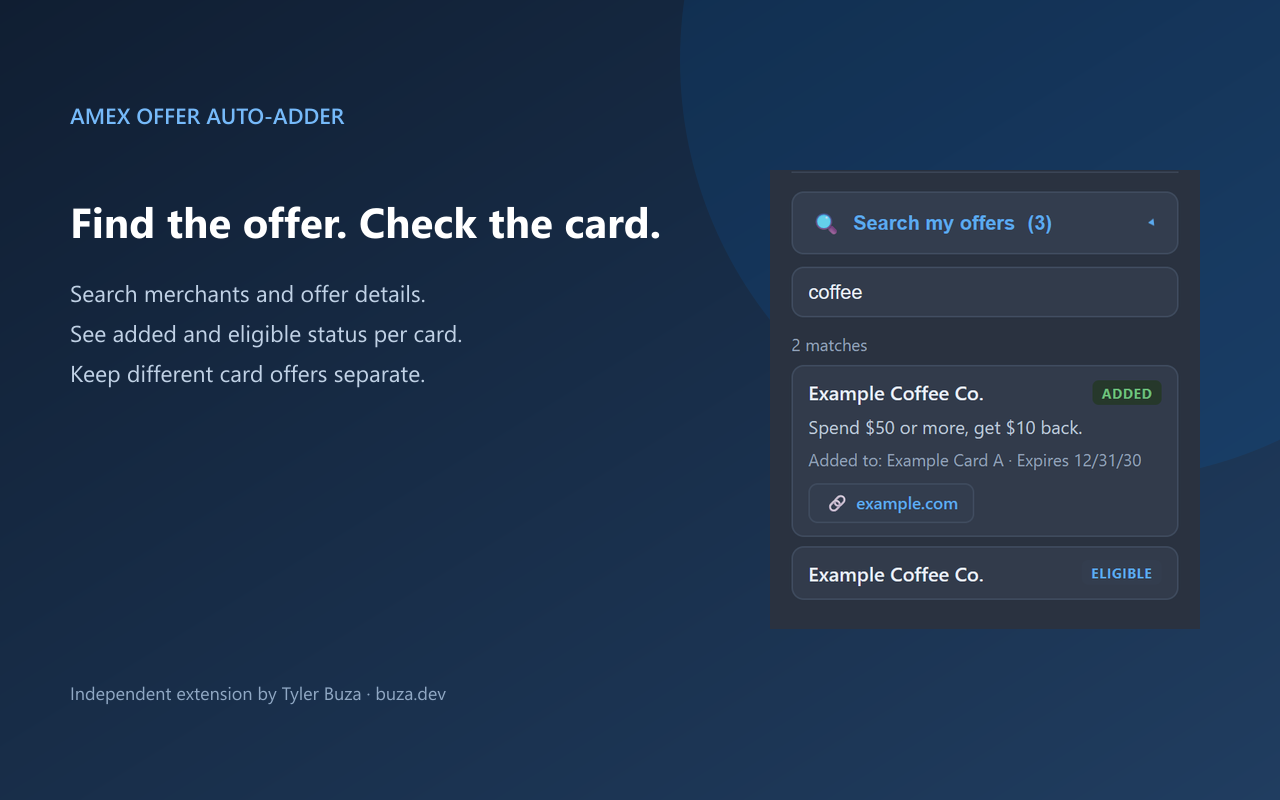 AMEX OFFER AUTO-ADDER
Find the offer. Check the card.
Search merchants and offer details.
See added and eligible status per card.
Keep different card offers separate.
Independent extension by Tyler Buza · buza.dev
Search my offers (3)
coffee
2 matches
Example Coffee Co. ADDED
Spend $50 or more, get $10 back.
Added to: Example Card A · Expires 12/31/30
example.com
Example Coffee Co. ELIGIBLE